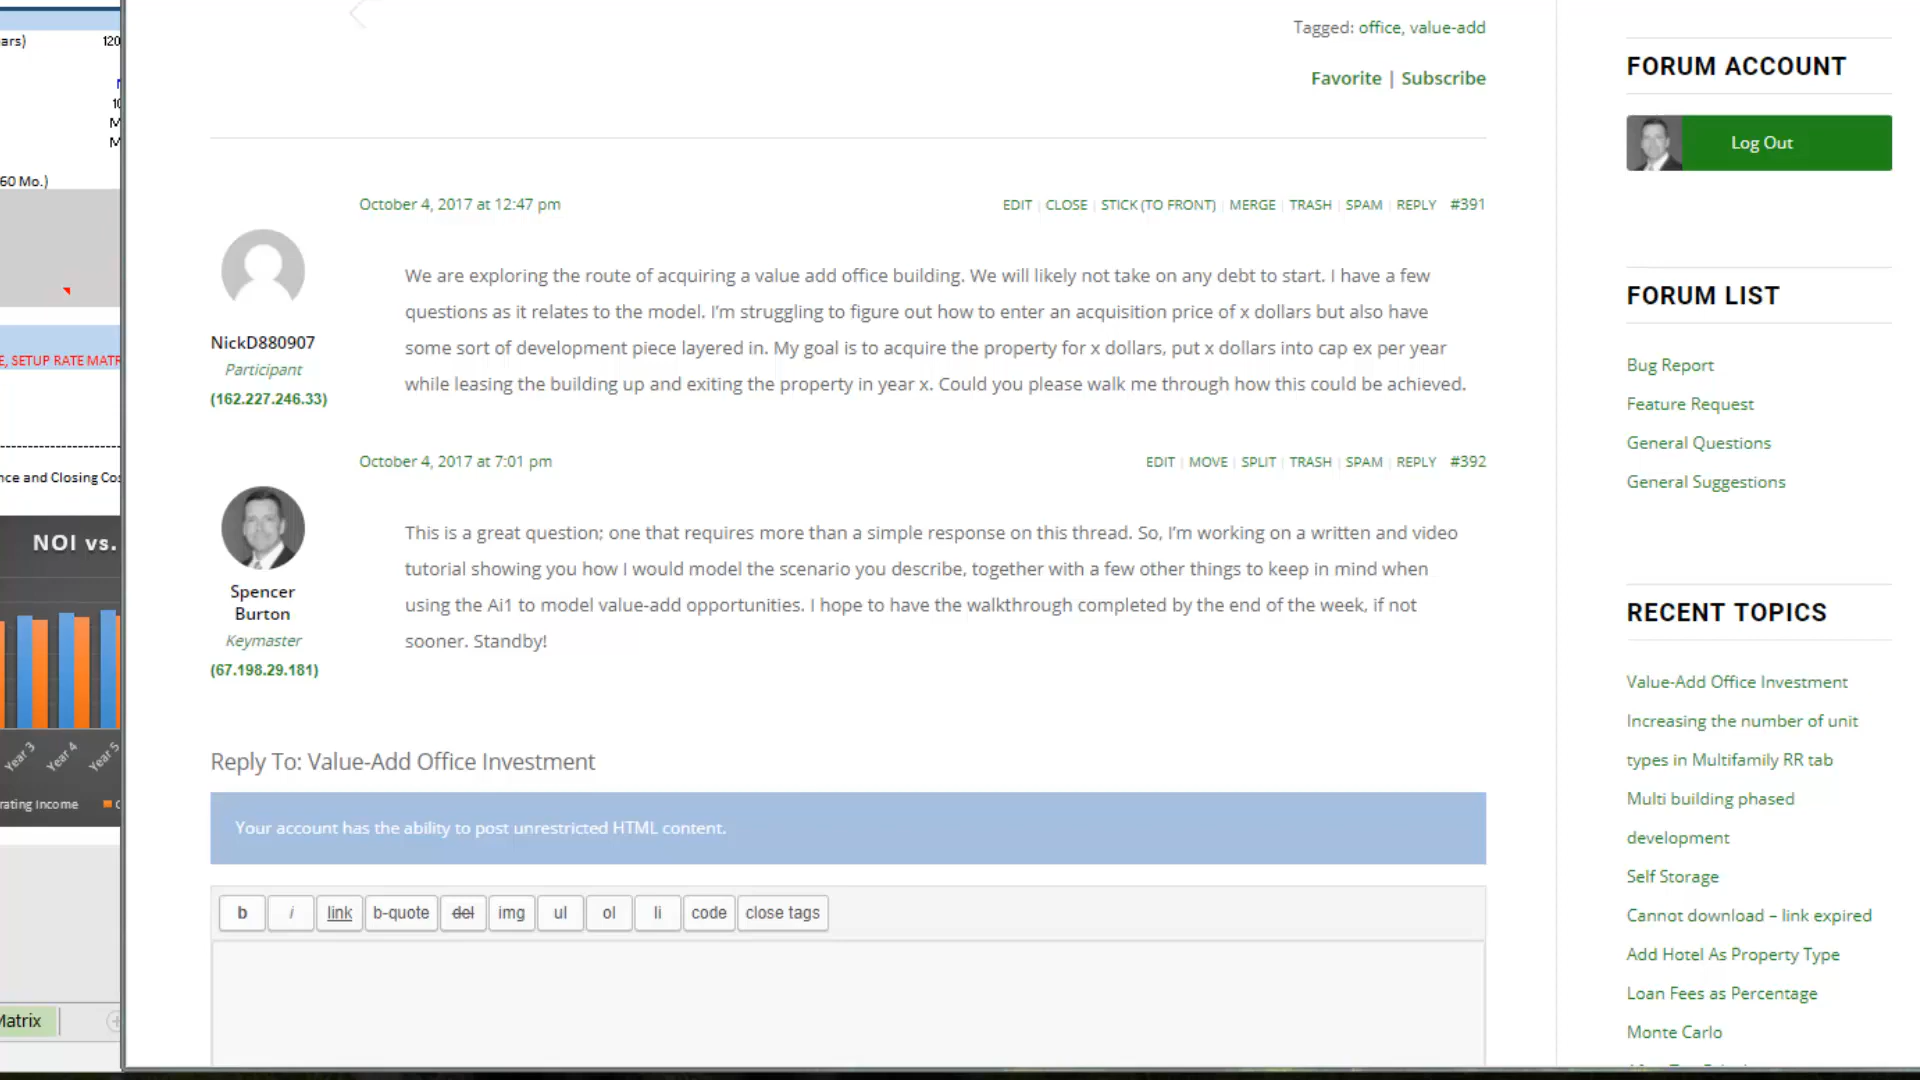 ars)
120
60 Mo.)
E, SETUP RATE MATR
nce and Closing Cos
NOI vs.
Year 3
Year 4
Year 5
rating Income
Matrix
Tagged: office, value-add
Favorite | Subscribe
October 4, 2017 at 12:47 pm
EDIT | CLOSE | STICK (TO FRONT) | MERGE | TRASH | SPAM | REPLY #391
NickD880907
Participant
(162.227.246.33)
We are exploring the route of acquiring a value add office building. We will likely not take on any debt to start. I have a few
questions as it relates to the model. I'm struggling to figure out how to enter an acquisition price of x dollars but also have
some sort of development piece layered in. My goal is to acquire the property for x dollars, put x dollars into cap ex per year
while leasing the building up and exiting the property in year x. Could you please walk me through how this could be achieved.
October 4, 2017 at 7:01 pm
EDIT | MOVE | SPLIT | TRASH | SPAM | REPLY #392
Spencer
Burton
Keymaster
(67.198.29.181)
This is a great question; one that requires more than a simple response on this thread. So, I'm working on a written and video
tutorial showing you how I would model the scenario you describe, together with a few other things to keep in mind when
using the Ai1 to model value-add opportunities. I hope to have the walkthrough completed by the end of the week, if not
sooner. Standby!
Reply To: Value-Add Office Investment
Your account has the ability to post unrestricted HTML content.
b i link b-quote del img ul ol li code close tags
FORUM ACCOUNT
Log Out
FORUM LIST
Bug Report
Feature Request
General Questions
General Suggestions
RECENT TOPICS
Value-Add Office Investment
Increasing the number of unit
types in Multifamily RR tab
Multi building phased
development
Self Storage
Cannot download – link expired
Add Hotel As Property Type
Loan Fees as Percentage
Monte Carlo